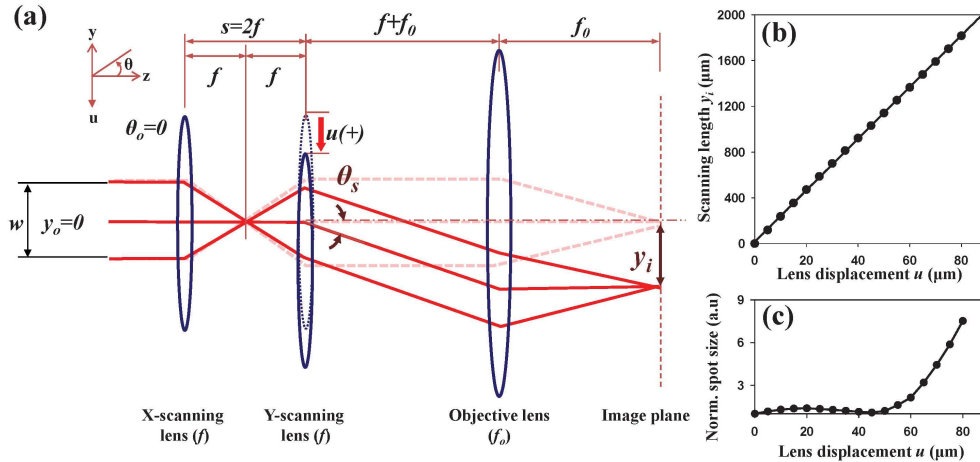 (a)
y
θ
z
u
s=2f
f+f₀
f₀
f
f
θₒ=0
u(+)
θₛ
w
yₒ=0
yᵢ
X-scanning
lens (f)
Y-scanning
lens (f)
Objective lens
(fₒ)
Image plane
(b)
Scanning length yᵢ (µm)
2000
1600
1200
800
400
0
0 20 40 60 80
Lens displacement u (µm)
(c)
Norm. spot size (a.u)
9
6
3
0 20 40 60 80
Lens displacement u (µm)